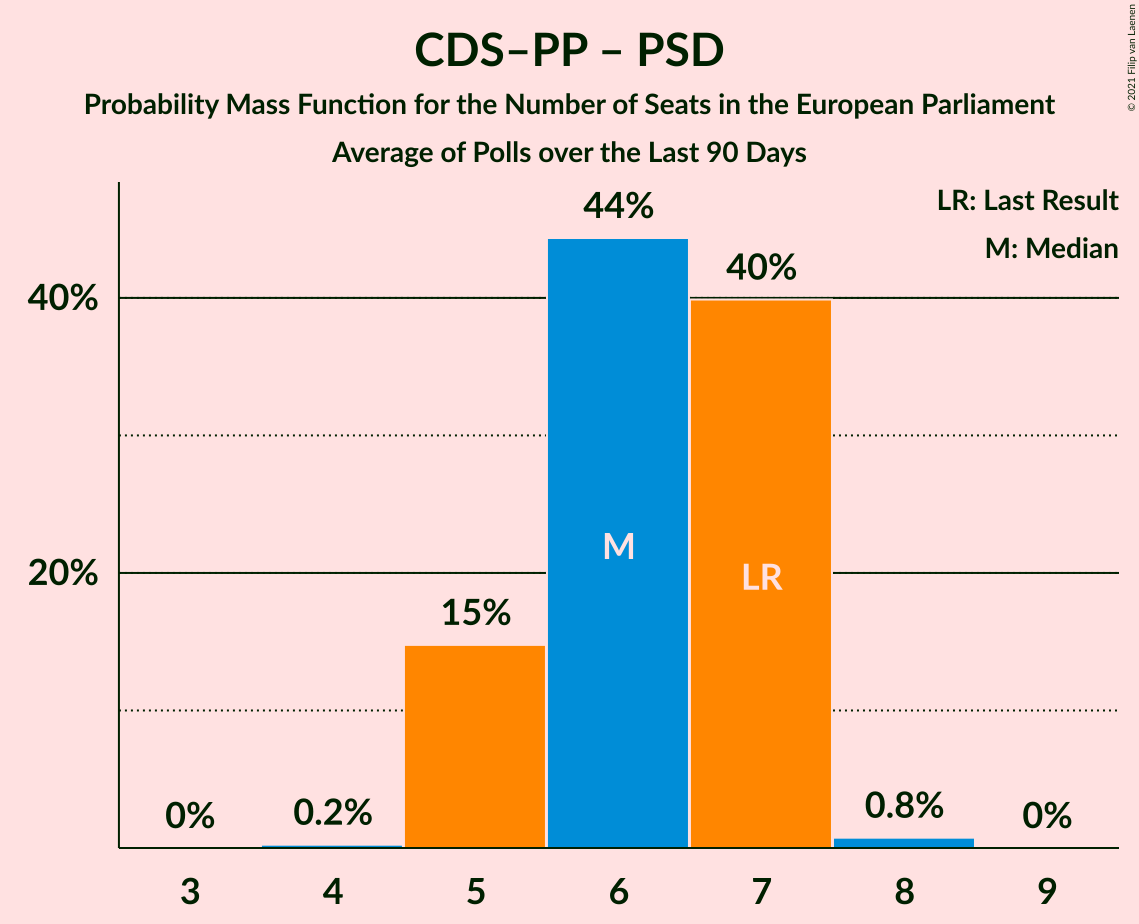 CDS–PP – PSD
Probability Mass Function for the Number of Seats in the European Parliament
Average of Polls over the Last 90 Days
© 2021 Filip van Laenen
LR: Last Result
M: Median
40%
20%
0%
0.2%
15%
44%
40%
0.8%
0%
M
LR
3
4
5
6
7
8
9